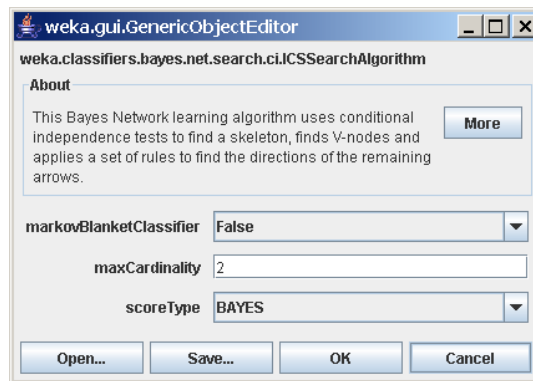 weka.gui.GenericObjectEditor
weka.classifiers.bayes.net.search.ci.ICSSearchAlgorithm
About
This Bayes Network learning algorithm uses conditional
independence tests to find a skeleton, finds V-nodes and
applies a set of rules to find the directions of the remaining
arrows.
More
markovBlanketClassifier False
maxCardinality 2
scoreType BAYES
Open... Save... OK Cancel